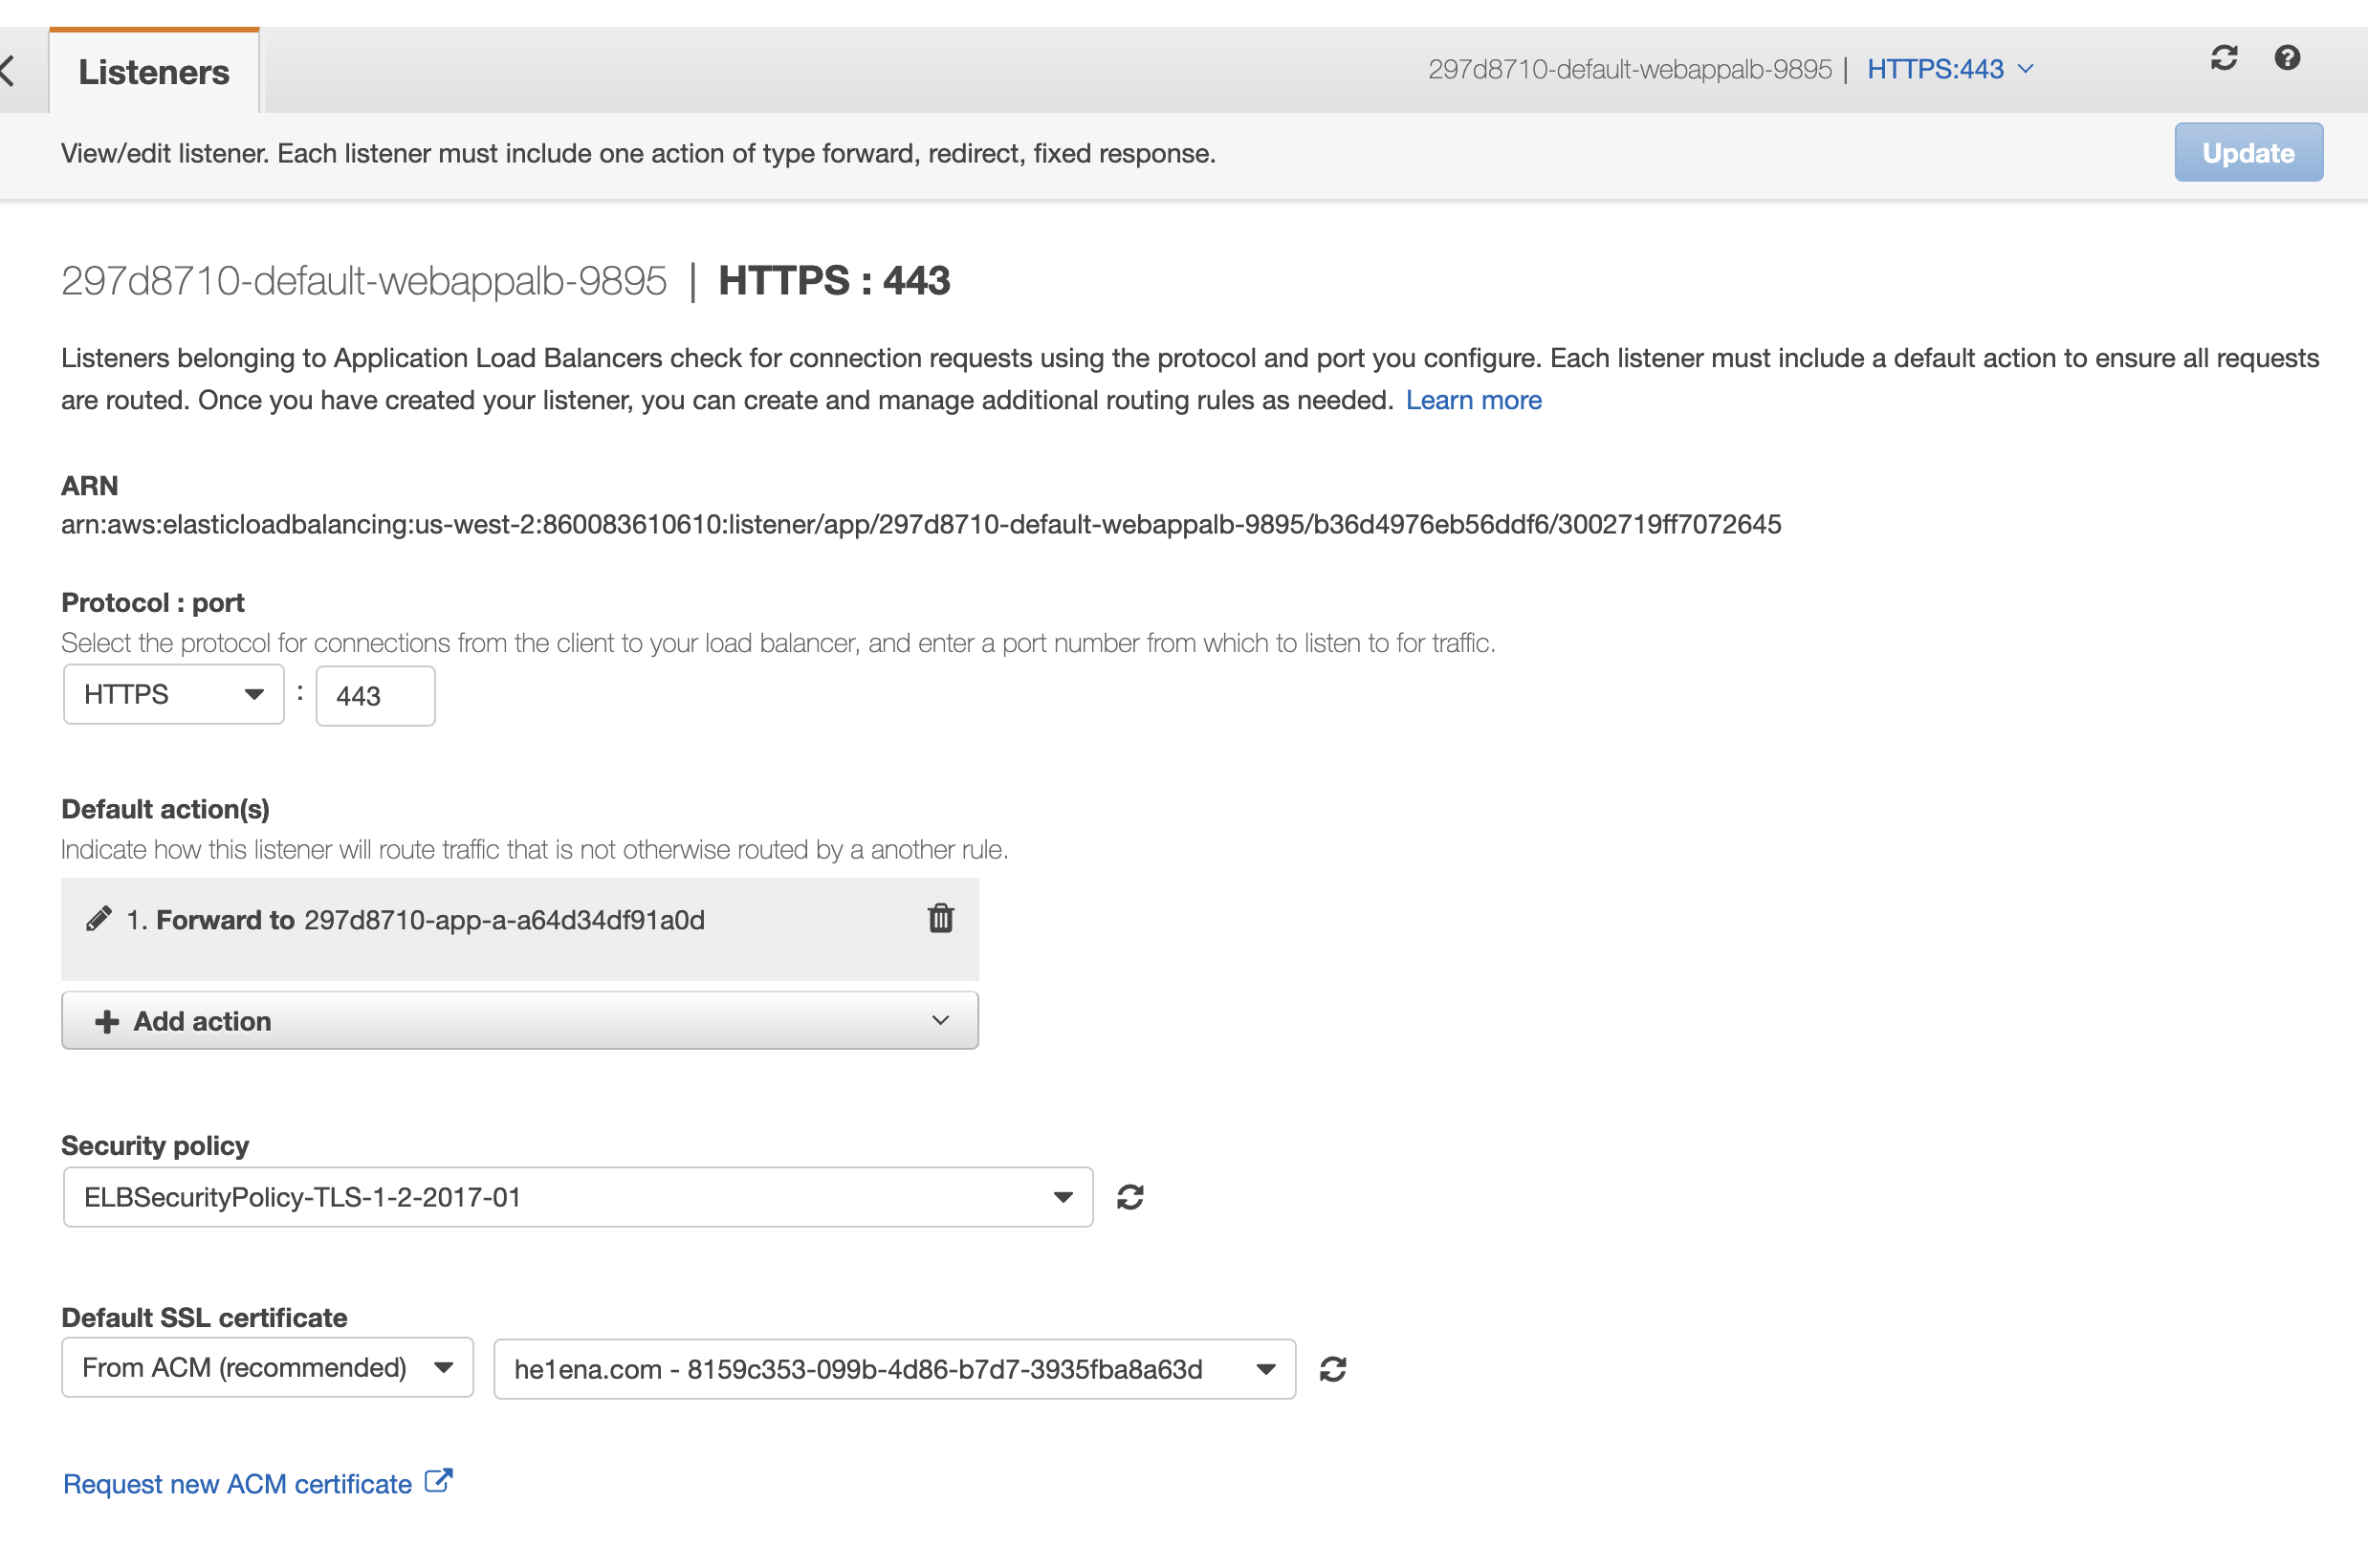 Listeners
297d8710-default-webappalb-9895 | HTTPS:443
View/edit listener. Each listener must include one action of type forward, redirect, fixed response.
Update
297d8710-default-webappalb-9895 | HTTPS : 443
Listeners belonging to Application Load Balancers check for connection requests using the protocol and port you configure. Each listener must include a default action to ensure all requests
are routed. Once you have created your listener, you can create and manage additional routing rules as needed. Learn more
ARN
arn:aws:elasticloadbalancing:us-west-2:860083610610:listener/app/297d8710-default-webappalb-9895/b36d4976eb56ddf6/3002719ff7072645
Protocol : port
Select the protocol for connections from the client to your load balancer, and enter a port number from which to listen to for traffic.
HTTPS : 443
Default action(s)
Indicate how this listener will route traffic that is not otherwise routed by a another rule.
1. Forward to 297d8710-app-a-a64d34df91a0d
Add action
Security policy
ELBSecurityPolicy-TLS-1-2-2017-01
Default SSL certificate
From ACM (recommended) he1ena.com - 8159c353-099b-4d86-b7d7-3935fba8a63d
Request new ACM certificate